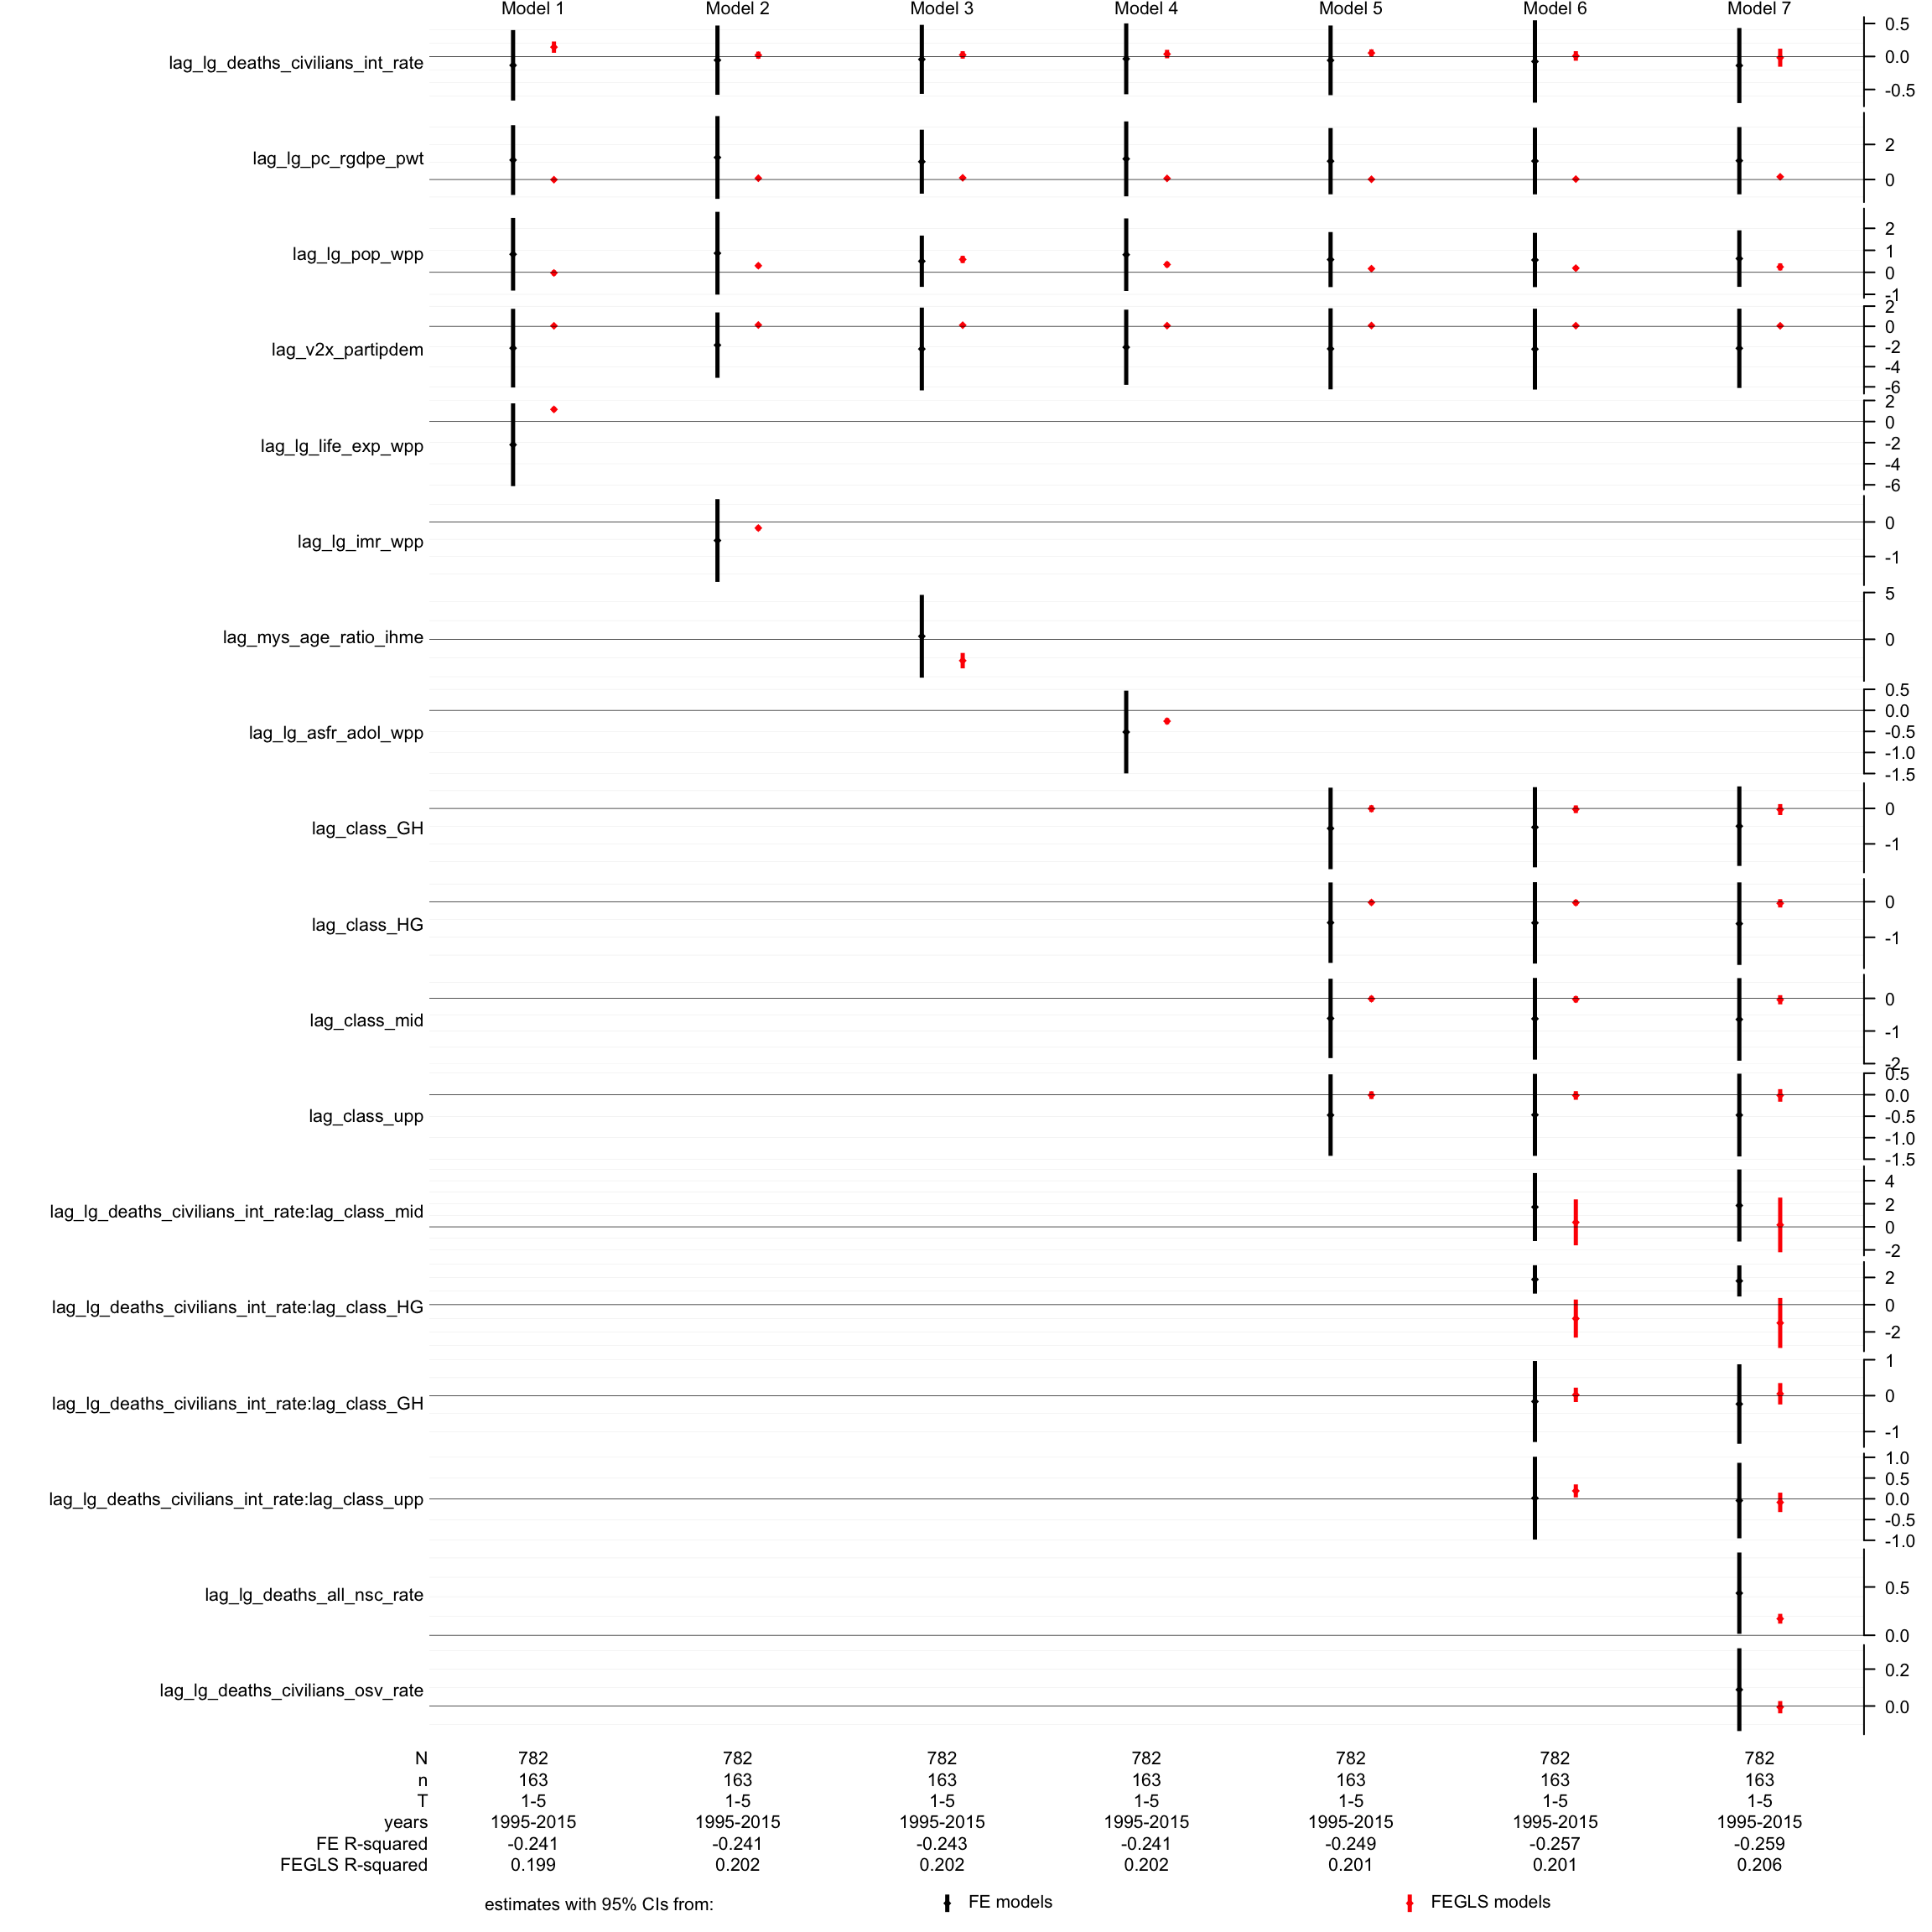 Model 1 Model 2 Model 3 Model 4 Model 5 Model 6 Model 7
lag_lg_deaths_civilians_int_rate 0.5 0.0 -0.5
lag_lg_pc_rgdpe_pwt 2 0
lag_lg_pop_wpp 2 1 0 -1
lag_v2x_partipdem 2 0 -2 -4 -6
lag_lg_life_exp_wpp 2 0 -2 -4 -6
lag_lg_imr_wpp 0 -1
lag_mys_age_ratio_ihme 5 0
lag_lg_asfr_adol_wpp 0.5 0.0 -0.5 -1.0 -1.5
lag_class_GH 0 -1
lag_class_HG 0 -1
lag_class_mid 0 -1 -2
lag_class_upp 0.5 0.0 -0.5 -1.0 -1.5
lag_lg_deaths_civilians_int_rate:lag_class_mid 4 2 0 -2
lag_lg_deaths_civilians_int_rate:lag_class_HG 2 0 -2
lag_lg_deaths_civilians_int_rate:lag_class_GH 1 0 -1
lag_lg_deaths_civilians_int_rate:lag_class_upp 1.0 0.5 0.0 -0.5 -1.0
lag_lg_deaths_all_nsc_rate 0.5 0.0
lag_lg_deaths_civilians_osv_rate 0.2 0.0
N 782 782 782 782 782 782 782
n 163 163 163 163 163 163 163
T 1-5 1-5 1-5 1-5 1-5 1-5 1-5
years 1995-2015 1995-2015 1995-2015 1995-2015 1995-2015 1995-2015 1995-2015
FE R-squared -0.241 -0.241 -0.243 -0.241 -0.249 -0.257 -0.259
FEGLS R-squared 0.199 0.202 0.202 0.202 0.201 0.201 0.206
estimates with 95% CIs from: FE models FEGLS models